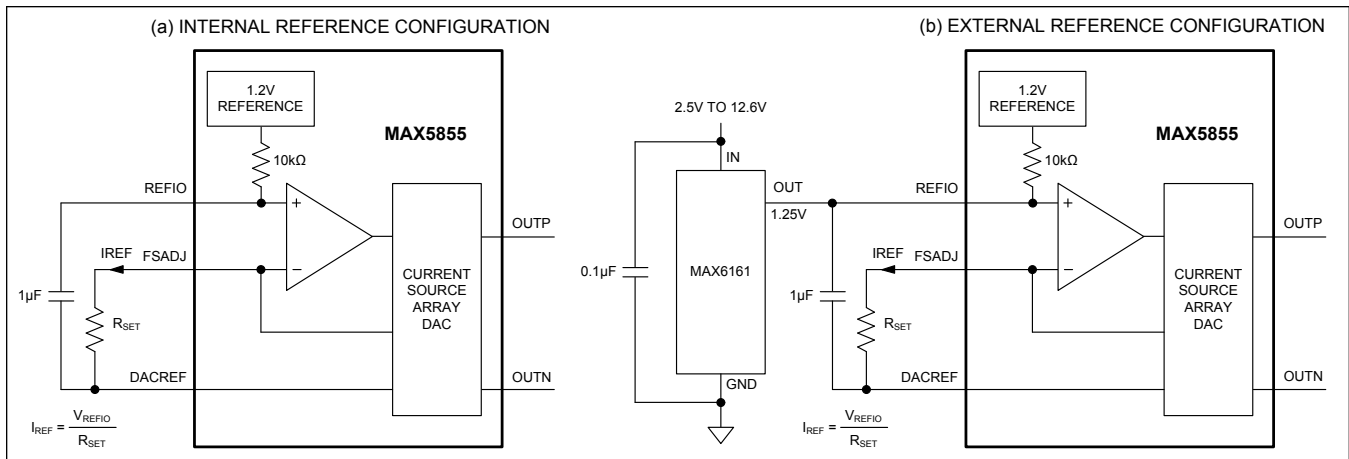 (a) INTERNAL REFERENCE CONFIGURATION
1.2V
REFERENCE
MAX5855
10kΩ
REFIO
+
IREF
FSADJ
−
1µF
RSET
CURRENT
SOURCE
ARRAY
DAC
OUTP
DACREF
OUTN
IREF = VREFIO
RSET
(b) EXTERNAL REFERENCE CONFIGURATION
2.5V TO 12.6V
IN
OUT
1.25V
0.1µF
MAX6161
GND
1.2V
REFERENCE
MAX5855
10kΩ
REFIO
+
IREF
FSADJ
−
1µF
RSET
CURRENT
SOURCE
ARRAY
DAC
OUTP
DACREF
OUTN
IREF = VREFIO
RSET